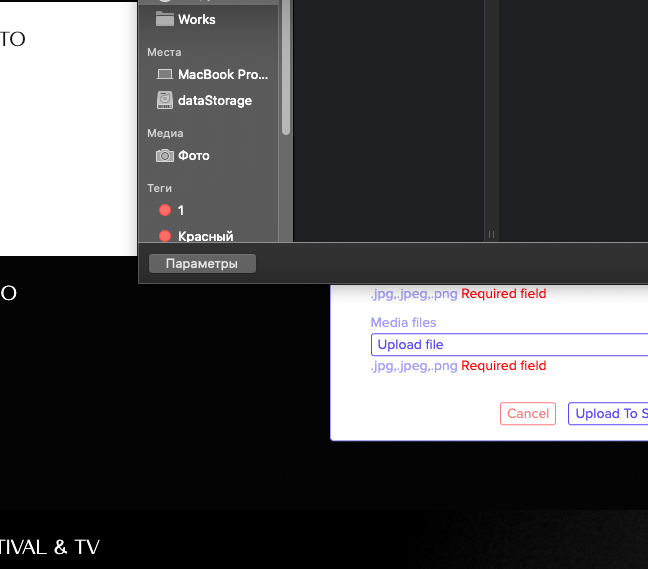 TO
Works
Места
MacBook Pro...
dataStorage
Медиа
Фото
Теги
1
Красный
Параметры
O
.jpg,.jpeg,.png Required field
Media files
Upload file
.jpg,.jpeg,.png Required field
Cancel
Upload To S
TIVAL & TV